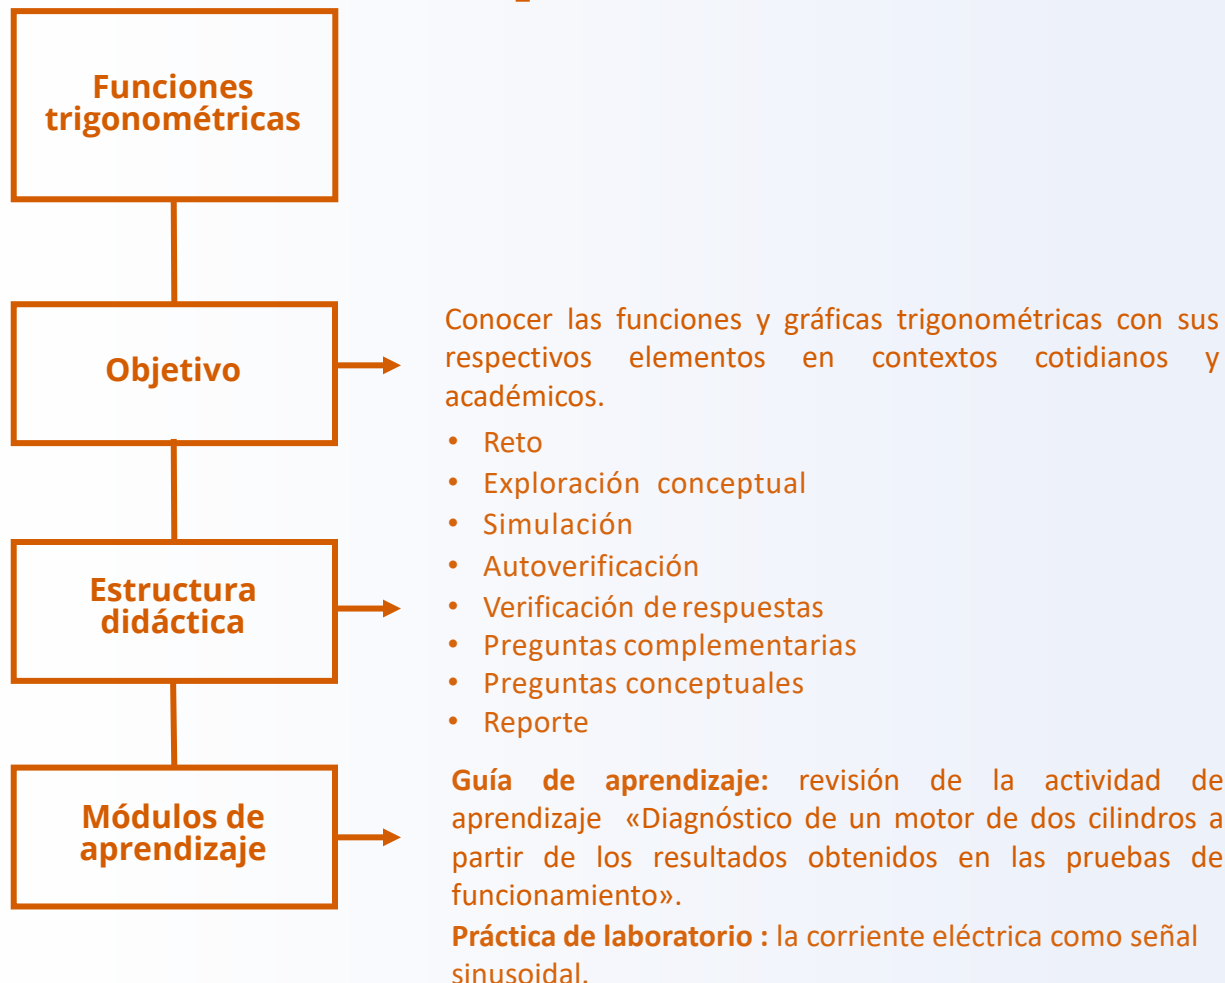 Funciones
trigonométricas
Objetivo
Conocer las funciones y gráficas trigonométricas con sus
respectivos elementos en contextos cotidianos y
académicos.
Estructura
didáctica
• Reto
• Exploración conceptual
• Simulación
• Autoverificación
• Verificación de respuestas
• Preguntas complementarias
• Preguntas conceptuales
• Reporte
Módulos de
aprendizaje
Guía de aprendizaje: revisión de la actividad de
aprendizaje «Diagnóstico de un motor de dos cilindros a
partir de los resultados obtenidos en las pruebas de
funcionamiento».
Práctica de laboratorio : la corriente eléctrica como señal
sinusoidal.